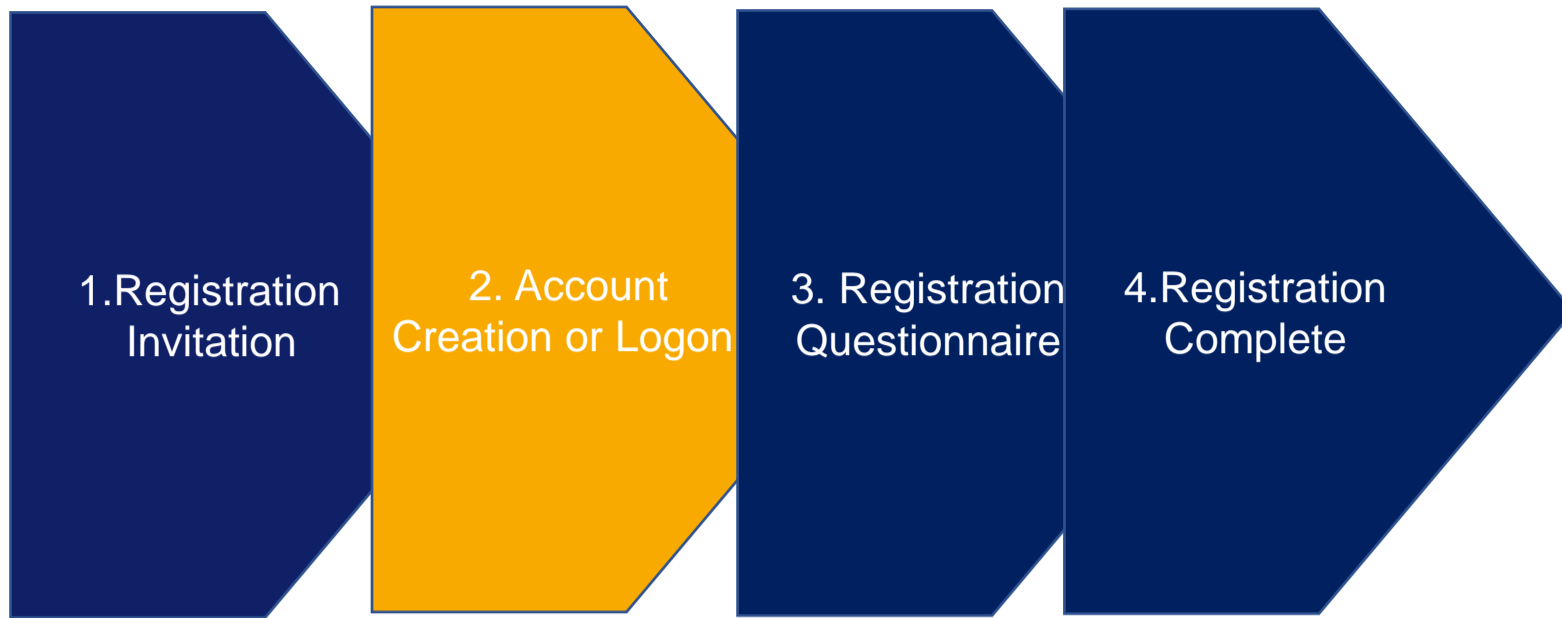 1.Registration
Invitation
2. Account
Creation or Logon
3. Registration
Questionnaire
4.Registration
Complete